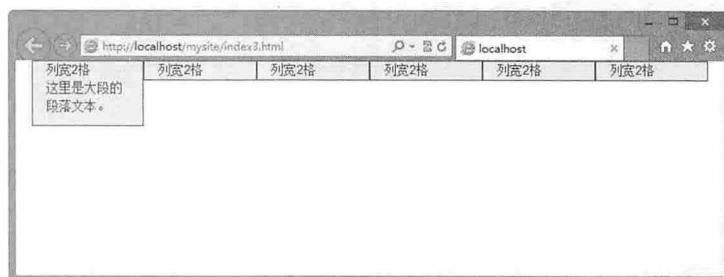 http://localhost/mysite/index3.html
localhost
列宽2格 列宽2格 列宽2格 列宽2格 列宽2格 列宽2格
这里是大段的
段落文本。